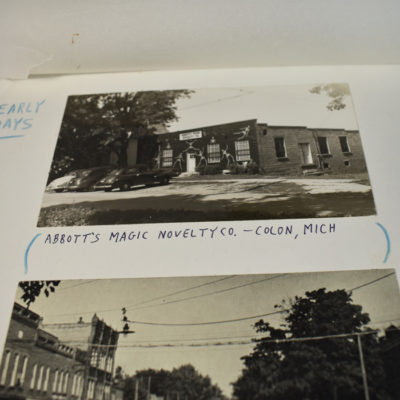 EARLY
DAYS
ABBOTT'S MAGIC NOVELTY CO. – COLON, MICH